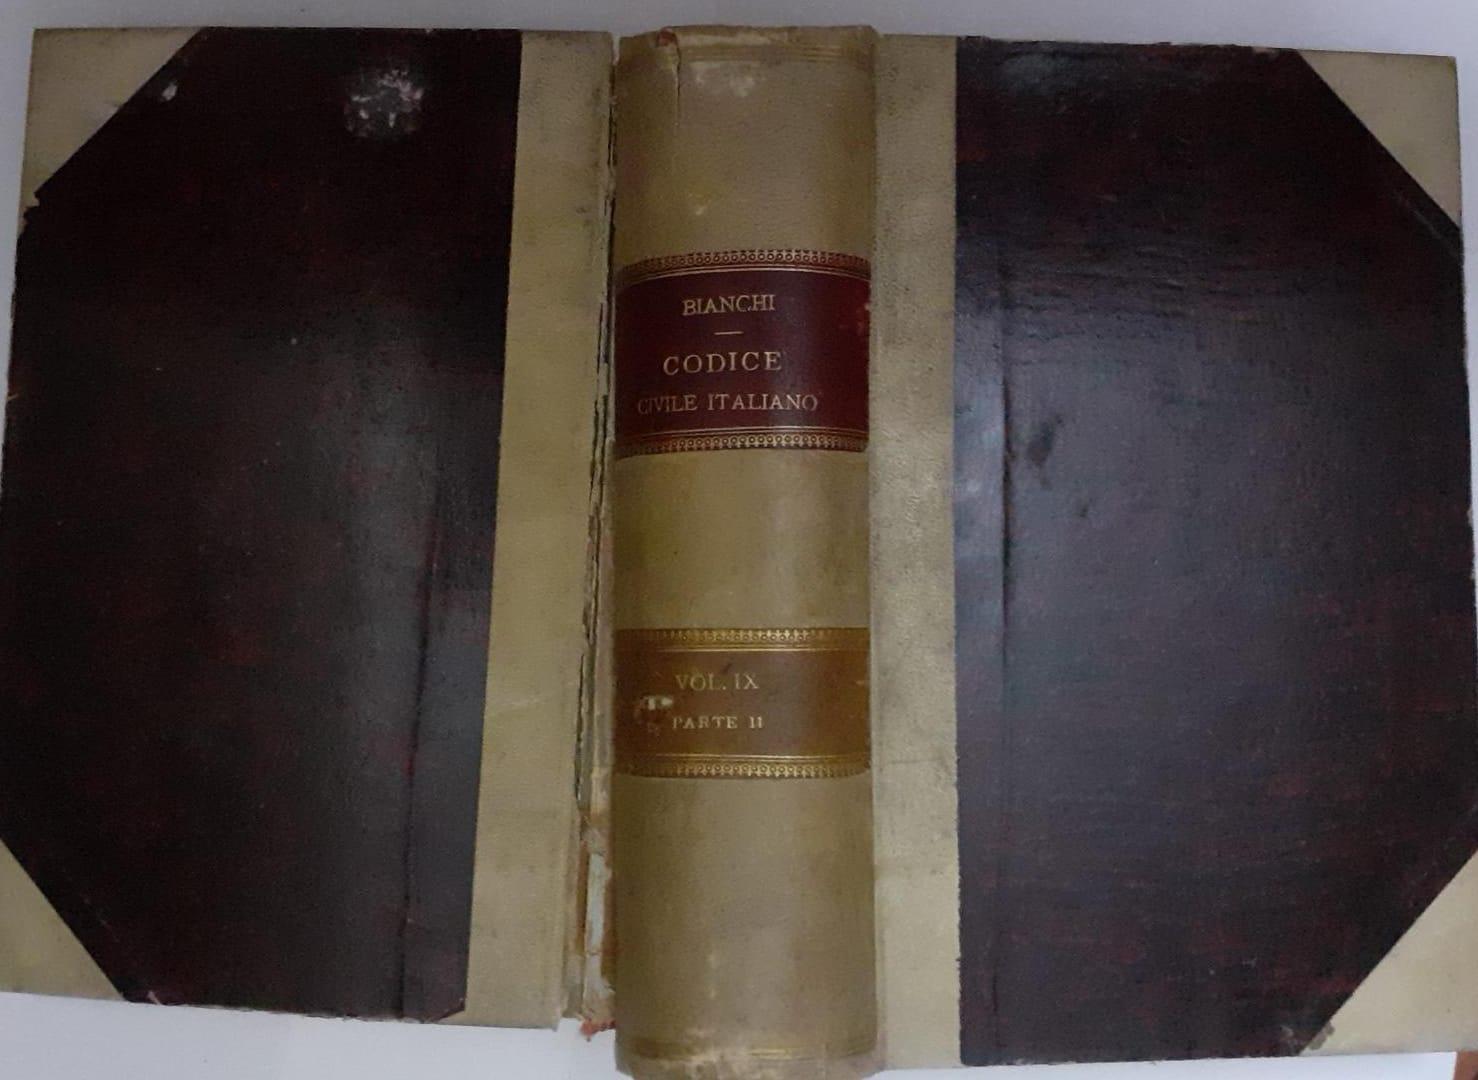 BIANCHI
CODICE
CIVILE ITALIANO
VOL. IX
PARTE II